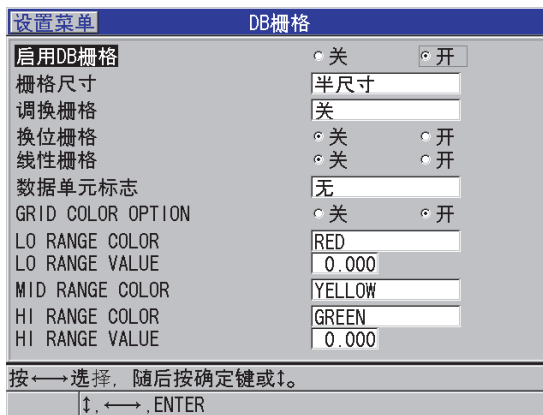 设置菜单 DB栅格
启用DB栅格 关 开
栅格尺寸 半尺寸
调换栅格 关
换位栅格 关 开
线性栅格 关 开
数据单元标志 无
GRID COLOR OPTION 关 开
LO RANGE COLOR RED
LO RANGE VALUE 0.000
MID RANGE COLOR YELLOW
HI RANGE COLOR GREEN
HI RANGE VALUE 0.000
按←→选择, 随后按确定键或↕。
↕, ←→ ,ENTER